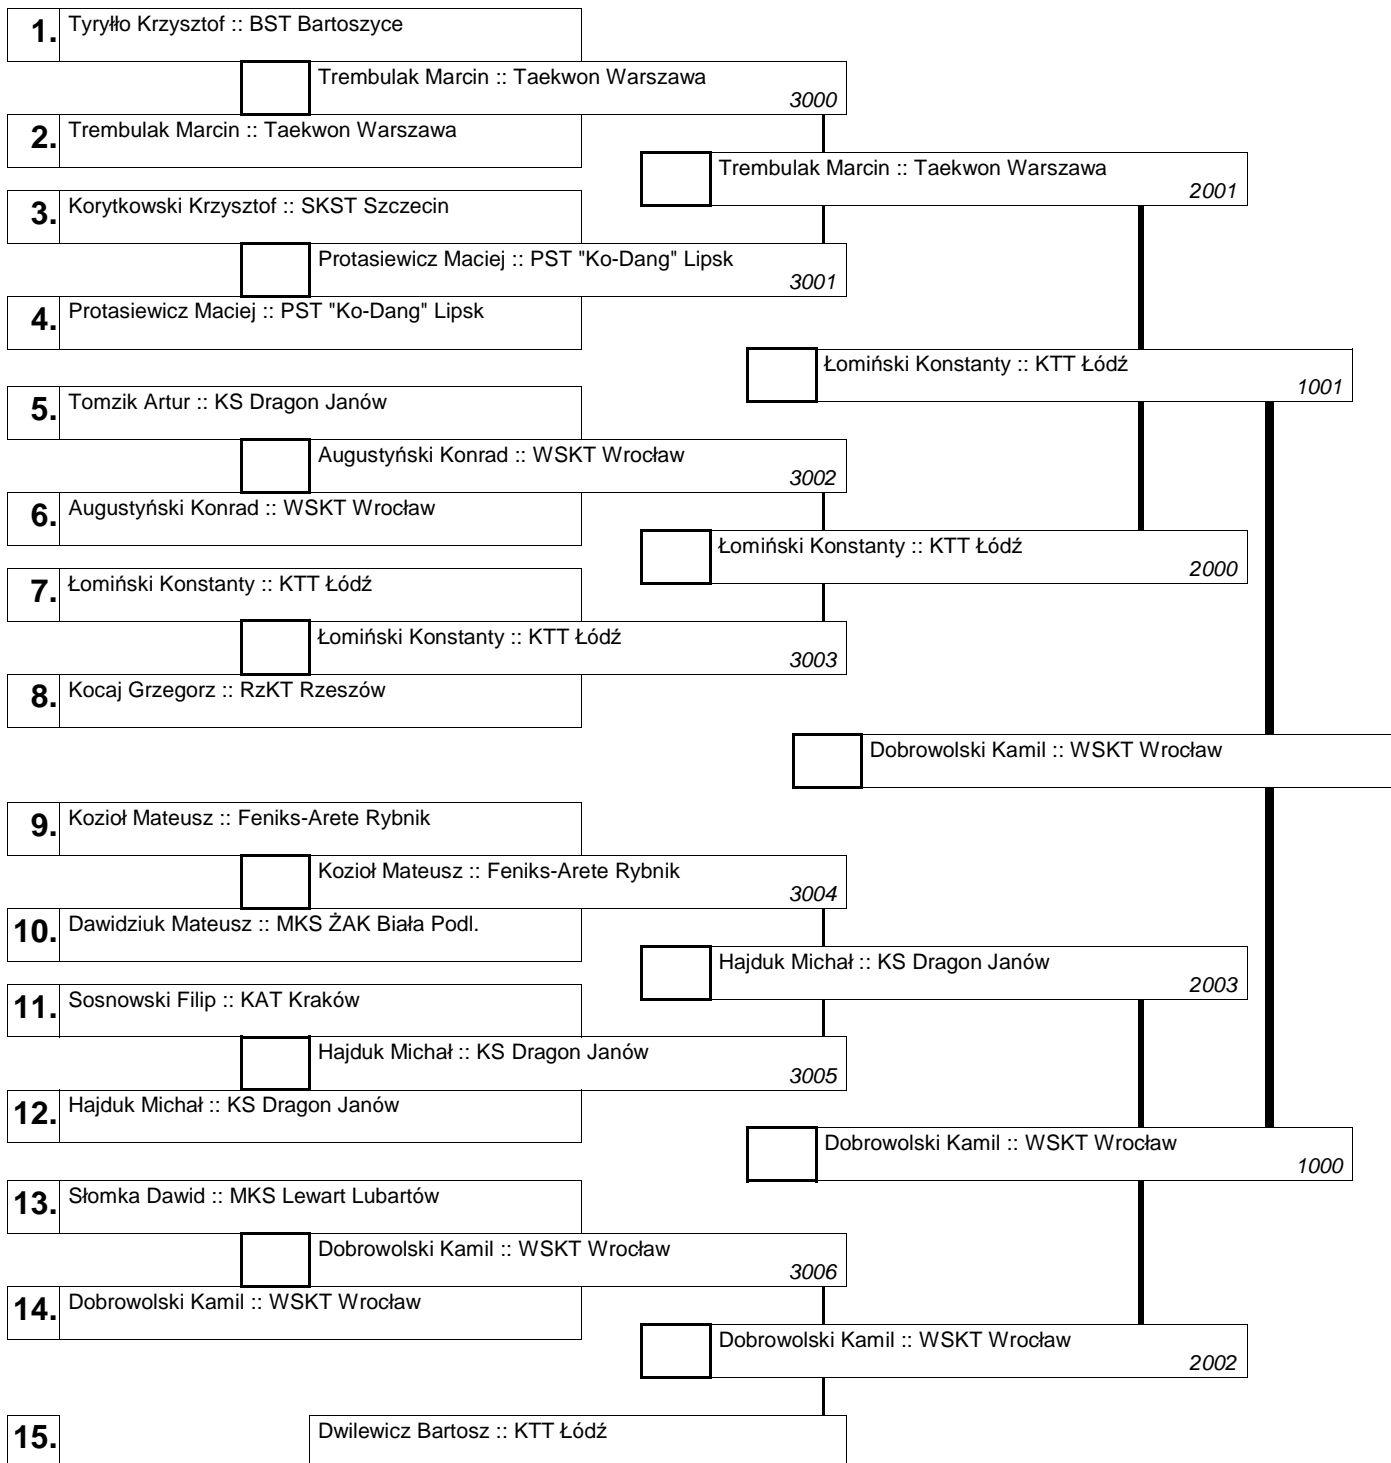 1. Tyryłło Krzysztof :: BST Bartoszyce
Trembulak Marcin :: Taekwon Warszawa
3000
2. Trembulak Marcin :: Taekwon Warszawa
Trembulak Marcin :: Taekwon Warszawa
2001
3. Korytkowski Krzysztof :: SKST Szczecin
Protasiewicz Maciej :: PST "Ko-Dang" Lipsk
3001
4. Protasiewicz Maciej :: PST "Ko-Dang" Lipsk
Łomiński Konstanty :: KTT Łódź
1001
5. Tomzik Artur :: KS Dragon Janów
Augustyński Konrad :: WSKT Wrocław
3002
6. Augustyński Konrad :: WSKT Wrocław
Łomiński Konstanty :: KTT Łódź
2000
7. Łomiński Konstanty :: KTT Łódź
Łomiński Konstanty :: KTT Łódź
3003
8. Kocaj Grzegorz :: RzKT Rzeszów
Dobrowolski Kamil :: WSKT Wrocław
9. Kozioł Mateusz :: Feniks-Arete Rybnik
Kozioł Mateusz :: Feniks-Arete Rybnik
3004
10. Dawidziuk Mateusz :: MKS ŻAK Biała Podl.
Hajduk Michał :: KS Dragon Janów
2003
11. Sosnowski Filip :: KAT Kraków
Hajduk Michał :: KS Dragon Janów
3005
12. Hajduk Michał :: KS Dragon Janów
Dobrowolski Kamil :: WSKT Wrocław
1000
13. Słomka Dawid :: MKS Lewart Lubartów
Dobrowolski Kamil :: WSKT Wrocław
3006
14. Dobrowolski Kamil :: WSKT Wrocław
Dobrowolski Kamil :: WSKT Wrocław
2002
15. Dwilewicz Bartosz :: KTT Łódź